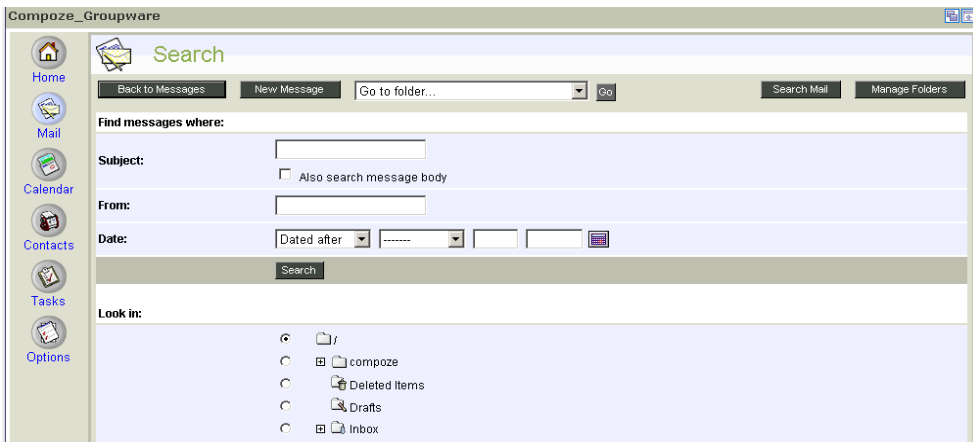 Compoze_Groupware
Home
Mail
Calendar
Contacts
Tasks
Options
Search
Back to Messages
New Message
Go to folder...
Go
Search Mail
Manage Folders
Find messages where:
Subject:
Also search message body
From:
Date:
Dated after
-------
Search
Look in:
/
compoze
Deleted Items
Drafts
Inbox